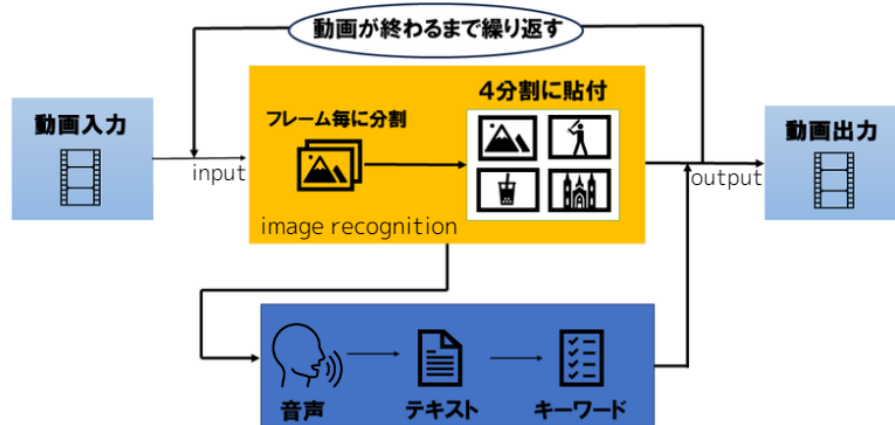 動画が終わるまで繰り返す
動画入力
input
フレーム毎に分割
4分割に貼付
image recognition
動画出力
output
音声
テキスト
キーワード